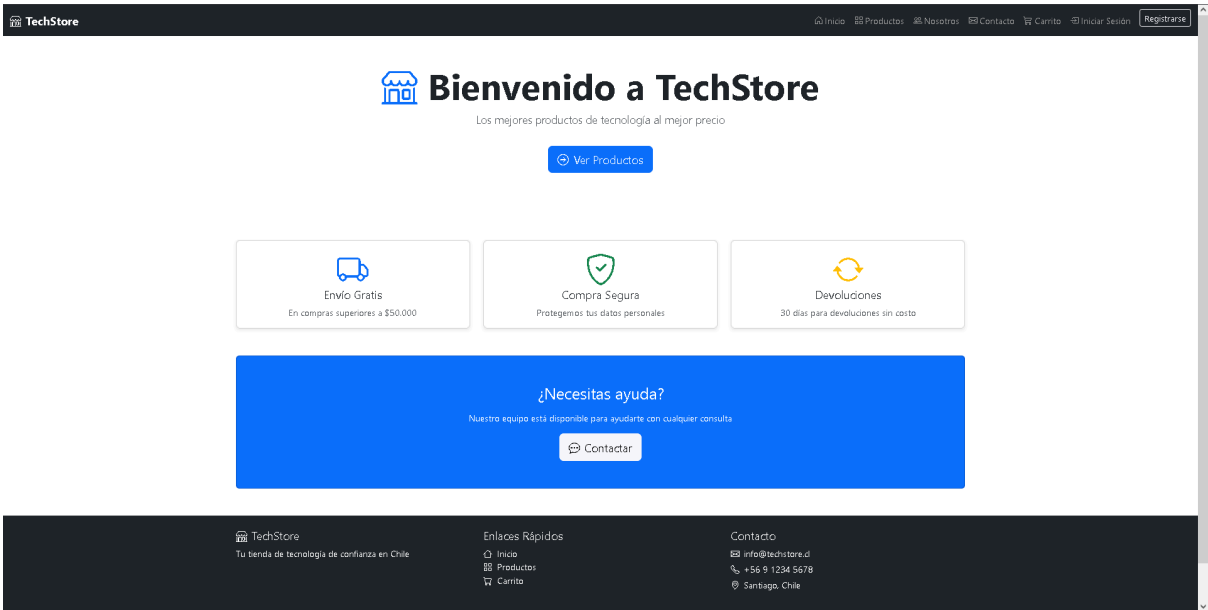 TechStore
Inicio Productos Nosotros Contacto Carrito Iniciar Sesión Registrarse
Bienvenido a TechStore
Los mejores productos de tecnología al mejor precio
Ver Productos
Envío Gratis
En compras superiores a $50.000
Compra Segura
Protegemos tus datos personales
Devoluciones
30 días para devoluciones sin costo
¿Necesitas ayuda?
Nuestro equipo está disponible para ayudarte con cualquier consulta
Contactar
TechStore
Tu tienda de tecnología de confianza en Chile
Enlaces Rápidos
Inicio
Productos
Carrito
Contacto
info@techstore.cl
+56 9 1234 5678
Santiago, Chile